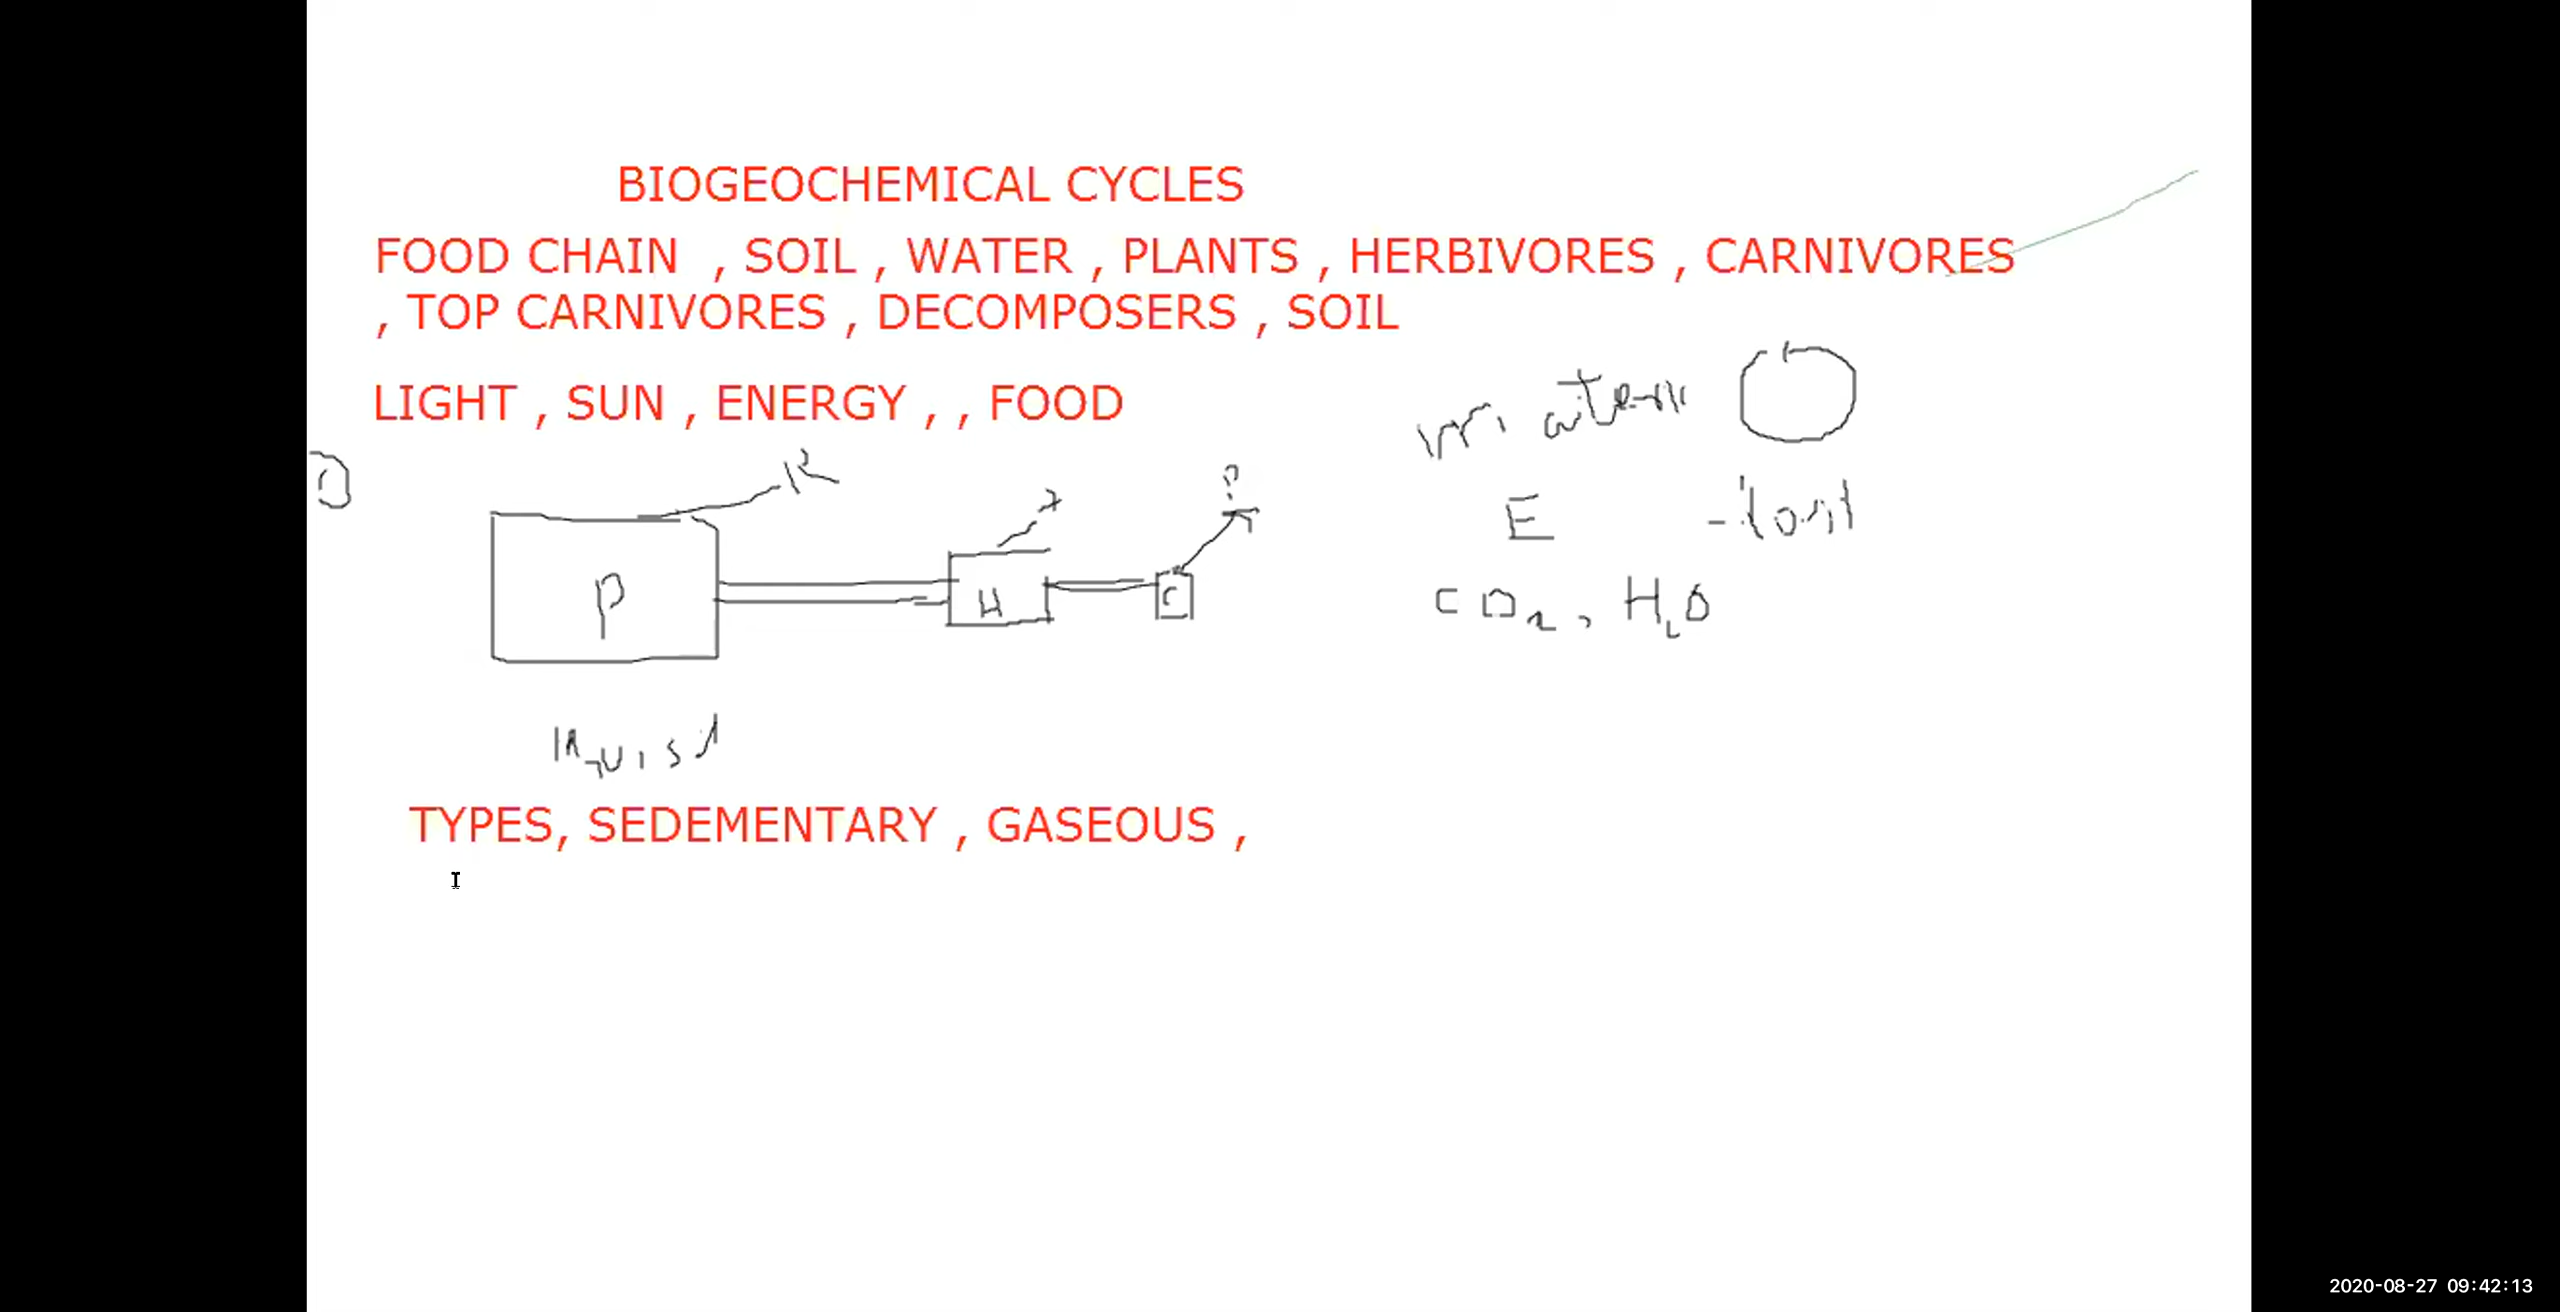 BIOGEOCHEMICAL CYCLES
FOOD CHAIN , SOIL , WATER , PLANTS , HERBIVORES , CARNIVORES
, TOP CARNIVORES , DECOMPOSERS , SOIL
LIGHT , SUN , ENERGY , , FOOD
R
P
H
C
E
CO2 , H2O
TYPES, SEDEMENTARY , GASEOUS ,
2020-08-27 09:42:13